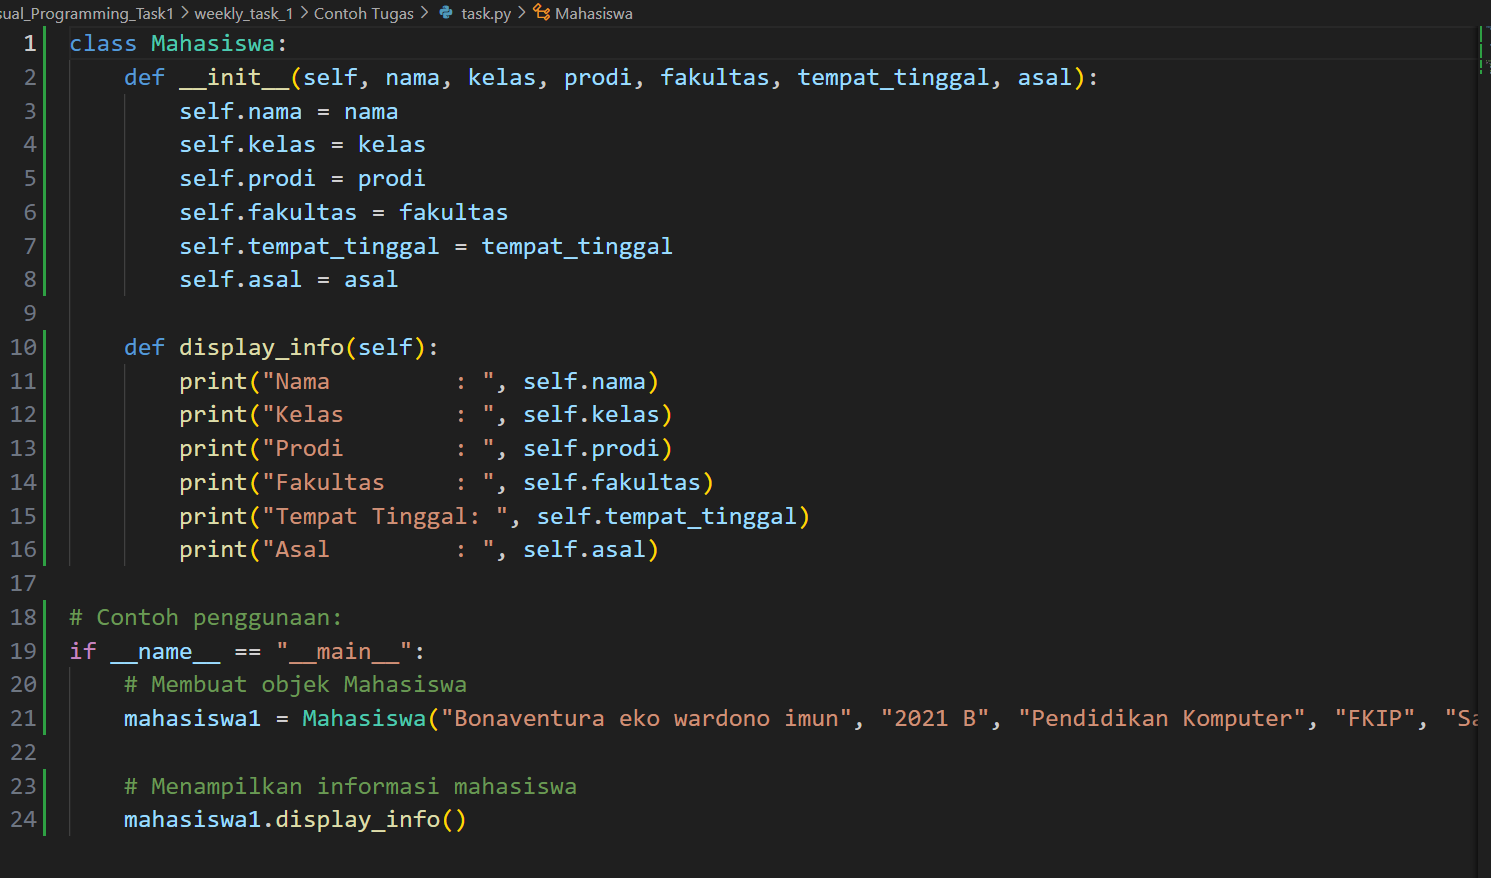 sual_Programming_Task1 > weekly_task_1 > Contoh Tugas > task.py > Mahasiswa
1 class Mahasiswa:
2     def __init__(self, nama, kelas, prodi, fakultas, tempat_tinggal, asal):
3         self.nama = nama
4         self.kelas = kelas
5         self.prodi = prodi
6         self.fakultas = fakultas
7         self.tempat_tinggal = tempat_tinggal
8         self.asal = asal
9
10     def display_info(self):
11         print("Nama         : ", self.nama)
12         print("Kelas        : ", self.kelas)
13         print("Prodi        : ", self.prodi)
14         print("Fakultas     : ", self.fakultas)
15         print("Tempat Tinggal: ", self.tempat_tinggal)
16         print("Asal         : ", self.asal)
17
18 # Contoh penggunaan:
19 if __name__ == "__main__":
20     # Membuat objek Mahasiswa
21     mahasiswa1 = Mahasiswa("Bonaventura eko wardono imun", "2021 B", "Pendidikan Komputer", "FKIP", "Sa
22
23     # Menampilkan informasi mahasiswa
24     mahasiswa1.display_info()